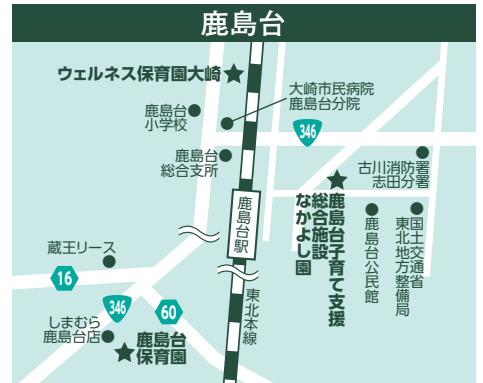 鹿島台
ウェルネス保育園大崎
大崎市民病院
鹿島台分院
鹿島台
小学校
346
鹿島台
総合支所
古川消防署
志田分署
鹿島台駅
鹿島台子育て支援
総合施設
なかよし園
鹿島台公民館
国土交通省
東北地方整備局
蔵王リース
16
346
60
東北本線
しまむら
鹿島台店
鹿島台
保育園